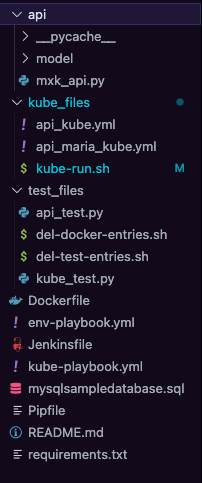 api
__pycache__
model
mxk_api.py
kube_files
api_kube.yml
api_maria_kube.yml
kube-run.sh M
test_files
api_test.py
del-docker-entries.sh
del-test-entries.sh
kube_test.py
Dockerfile
env-playbook.yml
Jenkinsfile
kube-playbook.yml
mysqlsampledatabase.sql
Pipfile
README.md
requirements.txt